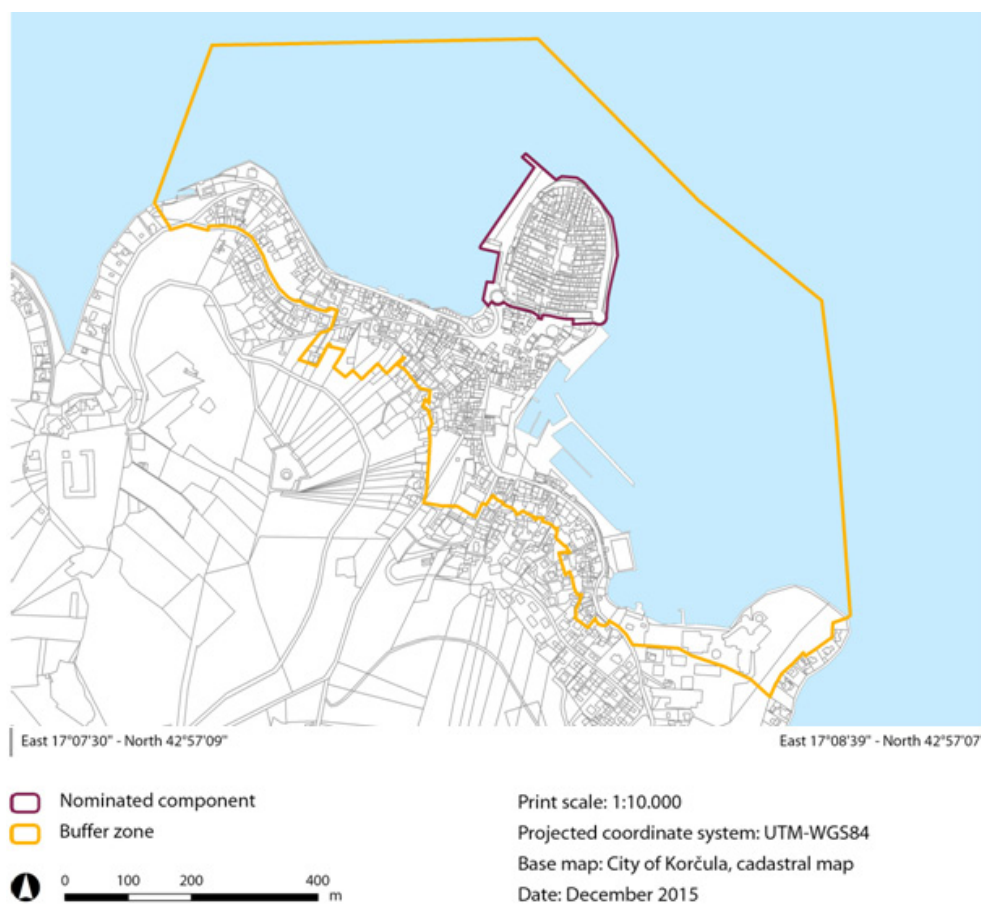 East 17°07'30" - North 42°57'09"
East 17°08'39" - North 42°57'07
Nominated component
Buffer zone
0 100 200 400
m
Print scale: 1:10.000
Projected coordinate system: UTM-WGS84
Base map: City of Korčula, cadastral map
Date: December 2015